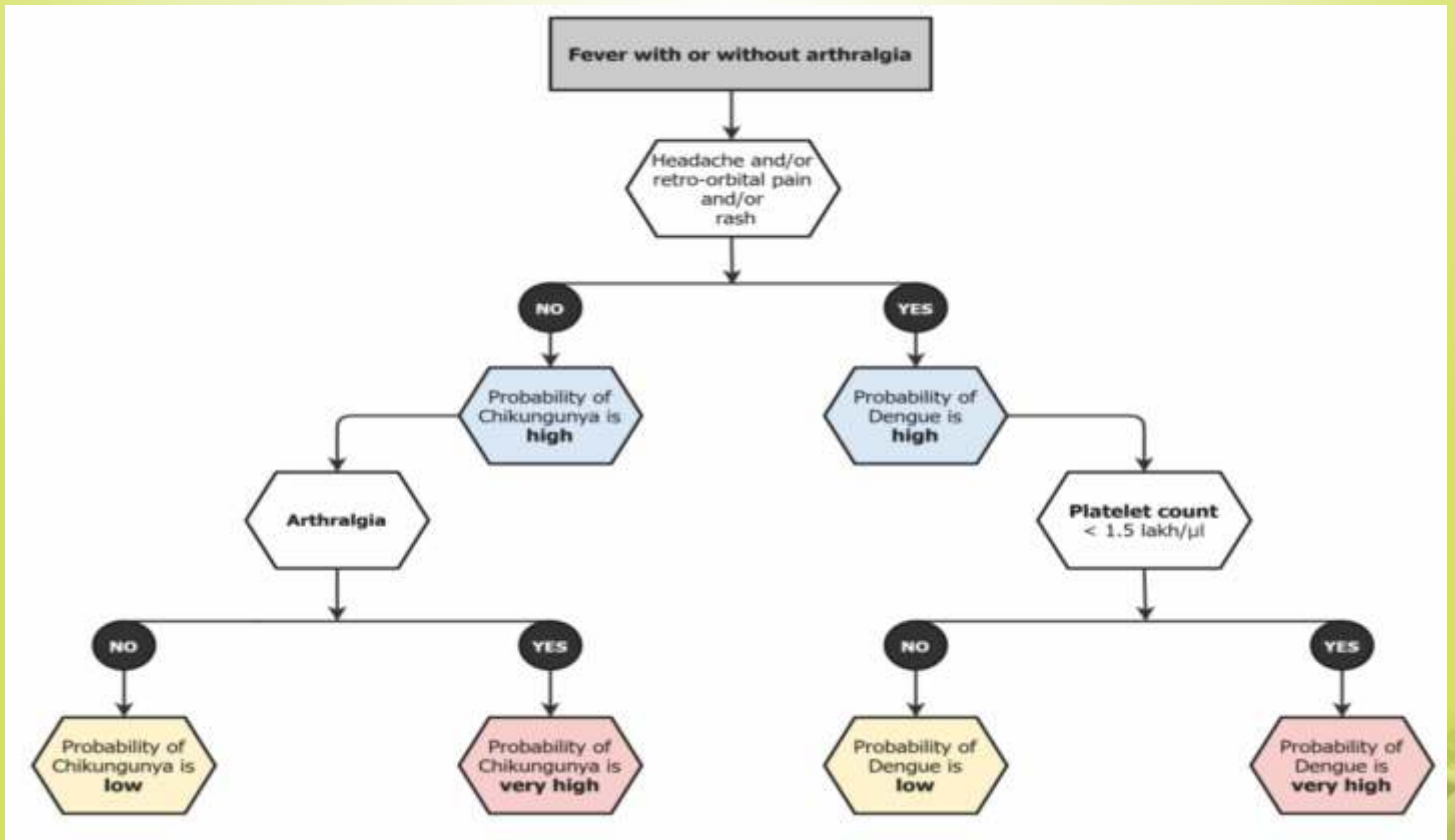 Fever with or without arthralgia
Headache and/or
retro-orbital pain
and/or
rash
NO
YES
Probability of
Chikungunya is
high
Probability of
Dengue is
high
Arthralgia
Platelet count
< 1.5 lakh/µl
NO
YES
NO
YES
Probability of
Chikungunya is
low
Probability of
Chikungunya is
very high
Probability of
Dengue is
low
Probability of
Dengue is
very high